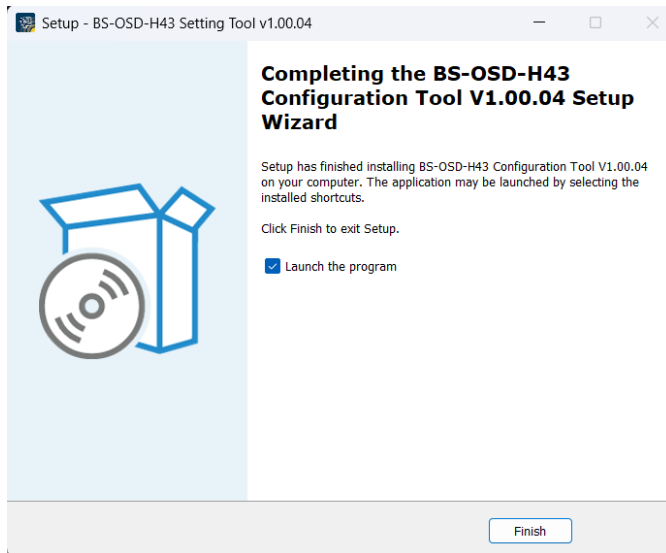 Setup - BS-OSD-H43 Setting Tool v1.00.04
Completing the BS-OSD-H43
Configuration Tool V1.00.04 Setup
Wizard
Setup has finished installing BS-OSD-H43 Configuration Tool V1.00.04
on your computer. The application may be launched by selecting the
installed shortcuts.
Click Finish to exit Setup.
Launch the program
Finish